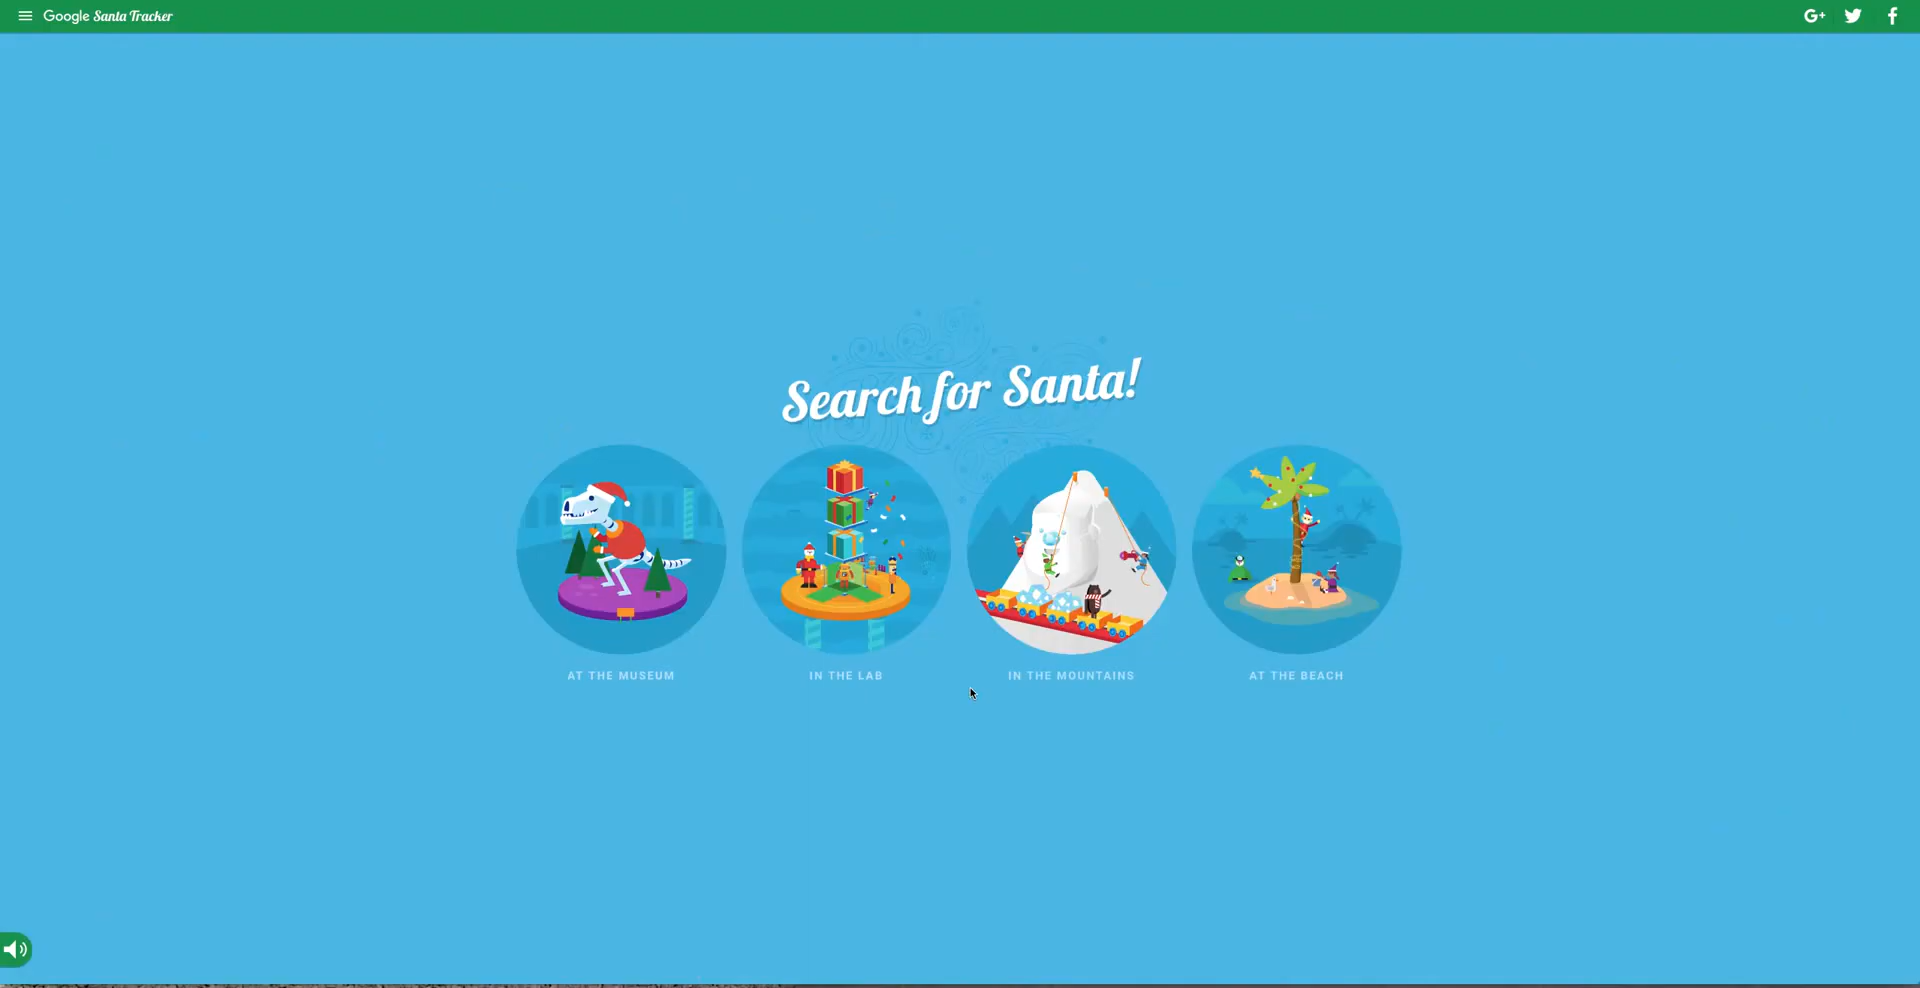 Google Santa Tracker
G+
Search for Santa!
AT THE MUSEUM
IN THE LAB
IN THE MOUNTAINS
AT THE BEACH